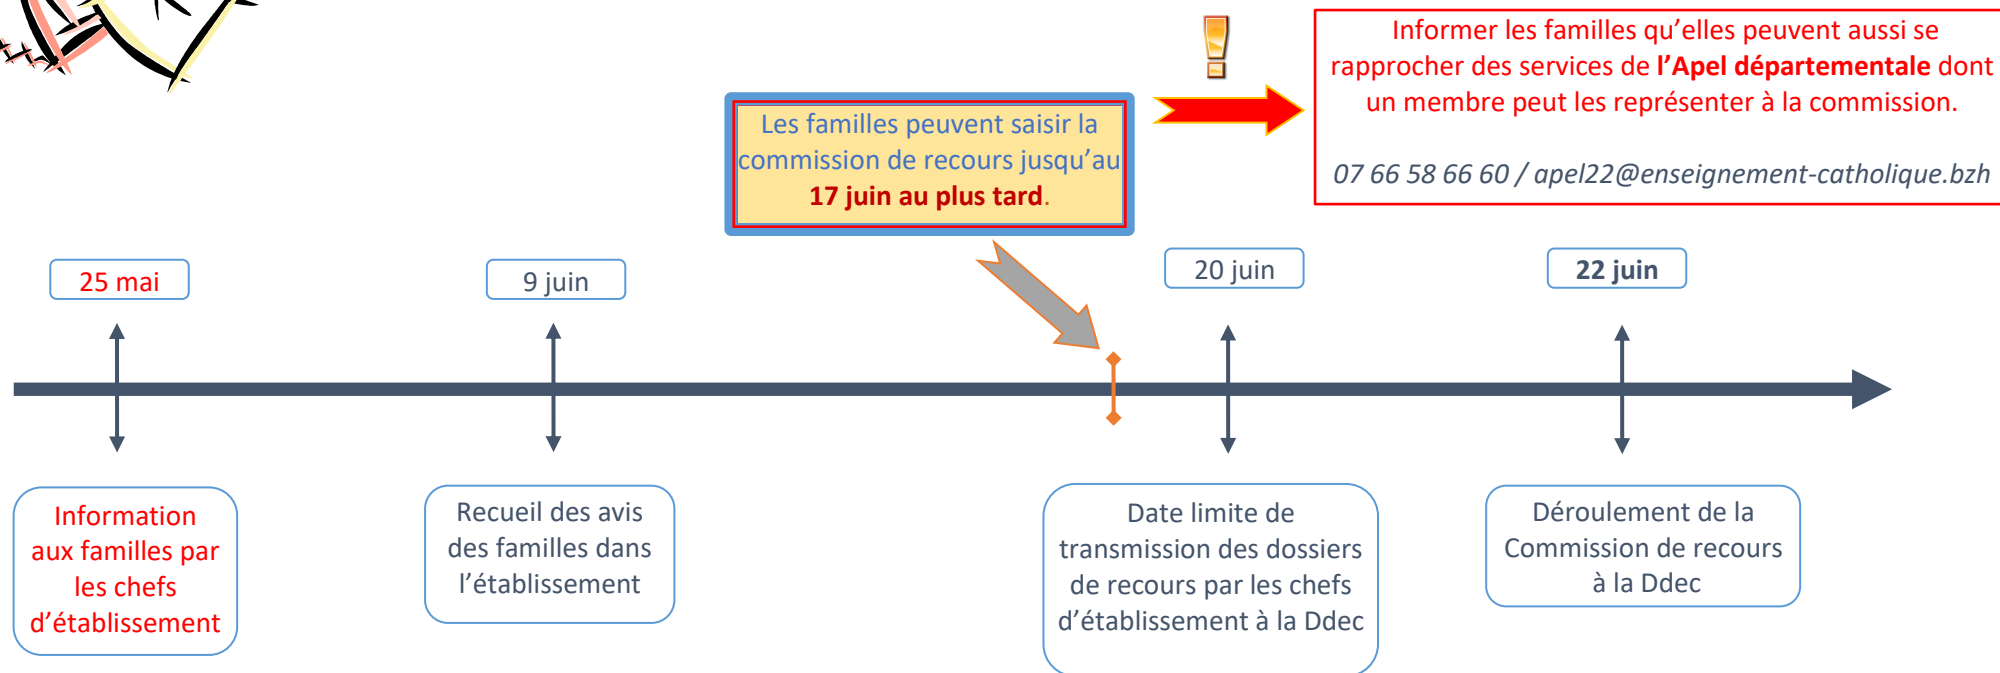 Informer les familles qu’elles peuvent aussi se
rapprocher des services de l’Apel départementale dont
un membre peut les représenter à la commission.
07 66 58 66 60 / apel22@enseignement-catholique.bzh
Les familles peuvent saisir la
commission de recours jusqu’au
17 juin au plus tard.
25 mai
9 juin
20 juin
22 juin
Information
aux familles par
les chefs
d’établissement
Recueil des avis
des familles dans
l’établissement
Date limite de
transmission des dossiers
de recours par les chefs
d’établissement à la Ddec
Déroulement de la
Commission de recours
à la Ddec